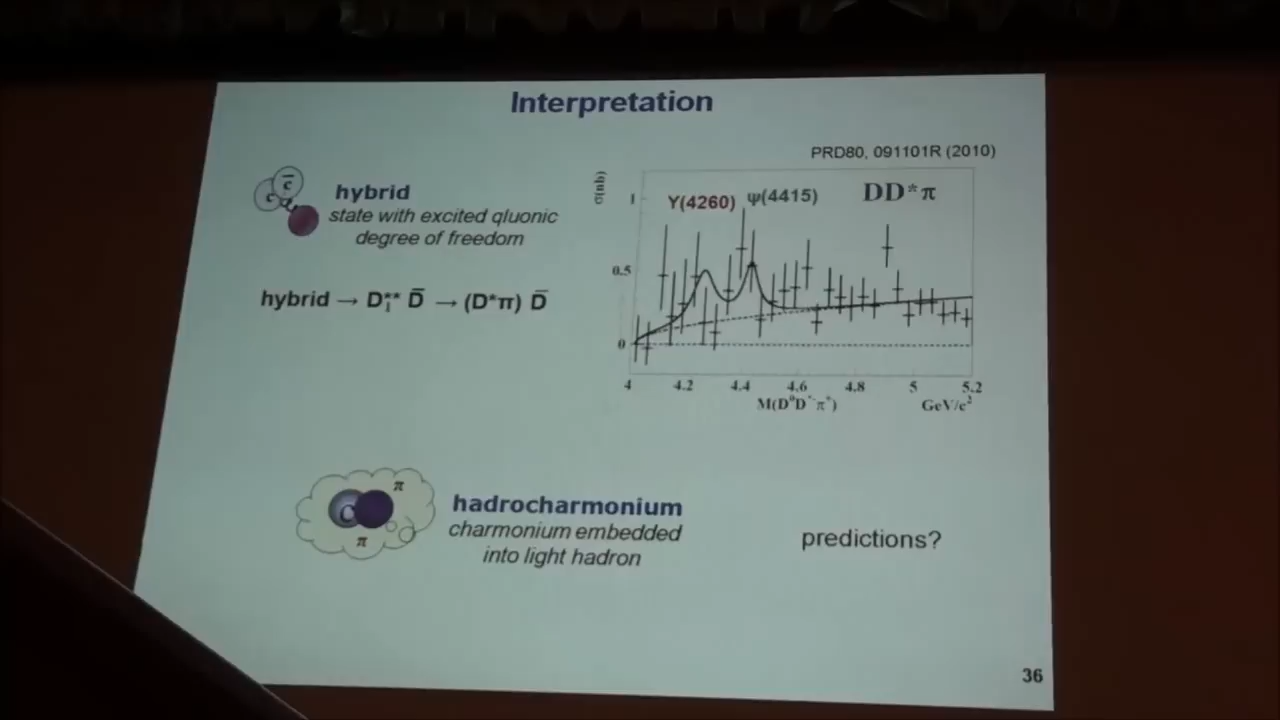 Interpretation
PRD80, 091101R (2010)
c c̄
hybrid
state with excited gluonic
degree of freedom
hybrid → D₁** D̄ → (D*π) D̄
σ(nb)
Y(4260) ψ(4415) DD*π
1
0.5
0
4 4.2 4.4 4.6 4.8 5 5.2
M(D⁰D*⁻π⁺) GeV/c²
π
C
π
hadrocharmonium
charmonium embedded
into light hadron
predictions?
36